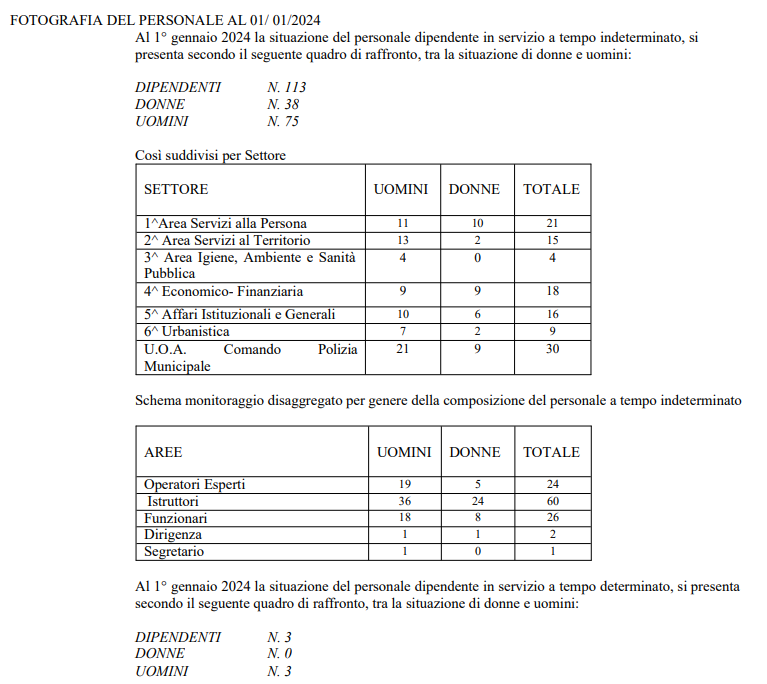 FOTOGRAFIA DEL PERSONALE AL 01/ 01/2024
Al 1° gennaio 2024 la situazione del personale dipendente in servizio a tempo indeterminato, si
presenta secondo il seguente quadro di raffronto, tra la situazione di donne e uomini:
DIPENDENTI N. 113
DONNE N. 38
UOMINI N. 75
Così suddivisi per Settore
SETTORE UOMINI DONNE TOTALE
1^Area Servizi alla Persona 11 10 21
2^ Area Servizi al Territorio 13 2 15
3^ Area Igiene, Ambiente e Sanità 4 0 4
Pubblica
4^ Economico- Finanziaria 9 9 18
5^ Affari Istituzionali e Generali 10 6 16
6^ Urbanistica 7 2 9
U.O.A. Comando Polizia 21 9 30
Municipale
Schema monitoraggio disaggregato per genere della composizione del personale a tempo indeterminato
AREE UOMINI DONNE TOTALE
Operatori Esperti 19 5 24
Istruttori 36 24 60
Funzionari 18 8 26
Dirigenza 1 1 2
Segretario 1 0 1
Al 1° gennaio 2024 la situazione del personale dipendente in servizio a tempo determinato, si presenta
secondo il seguente quadro di raffronto, tra la situazione di donne e uomini:
DIPENDENTI N. 3
DONNE N. 0
UOMINI N. 3